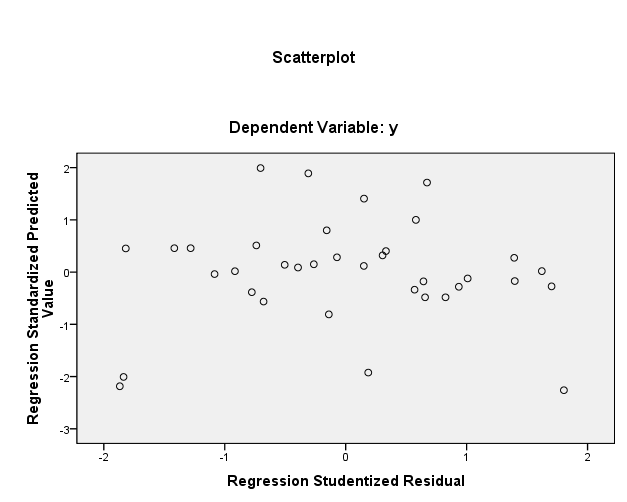 Scatterplot
Dependent Variable: y
Regression Standardized Predicted
Value
2
1
0
-1
-2
-3
-2
-1
0
1
2
Regression Studentized Residual